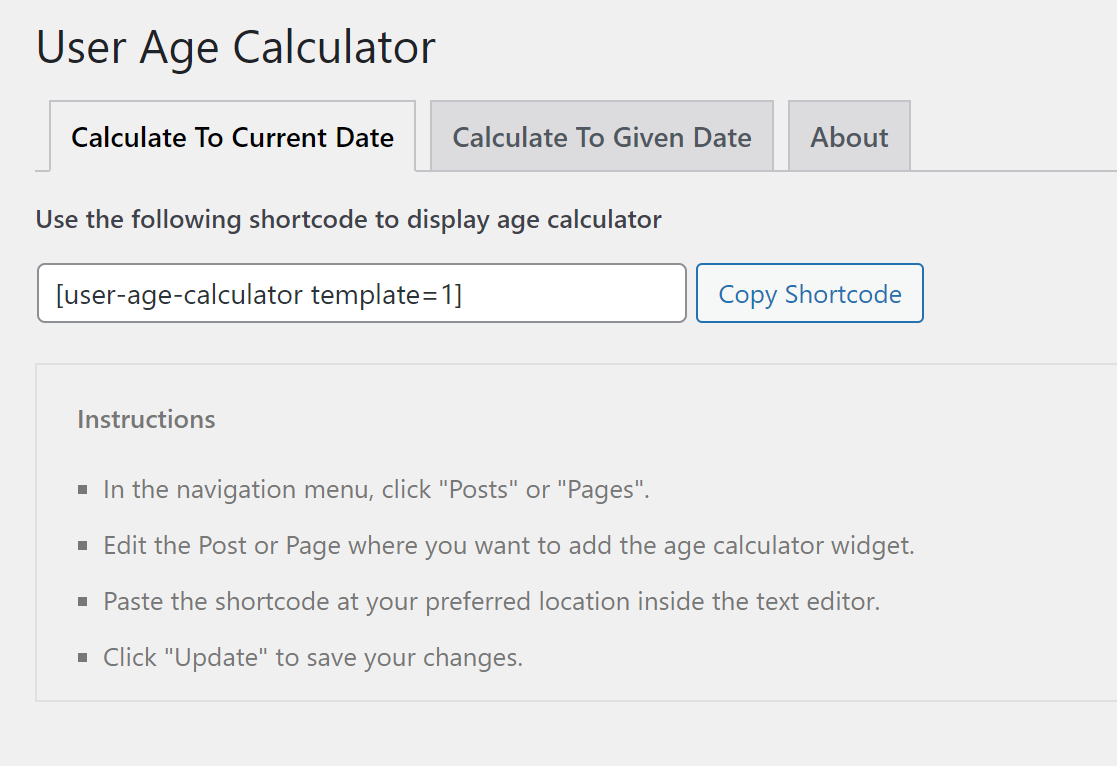 User Age Calculator
Calculate To Current Date
Calculate To Given Date
About
Use the following shortcode to display age calculator
[user-age-calculator template=1]
Copy Shortcode
Instructions
In the navigation menu, click "Posts" or "Pages".
Edit the Post or Page where you want to add the age calculator widget.
Paste the shortcode at your preferred location inside the text editor.
Click "Update" to save your changes.